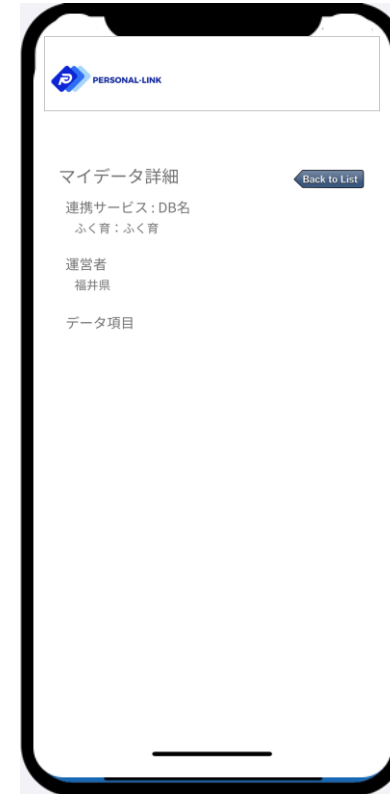 PERSONAL-LINK
マイデータ詳細
Back to List
連携サービス : DB名
ふく育：ふく育
運営者
福井県
データ項目